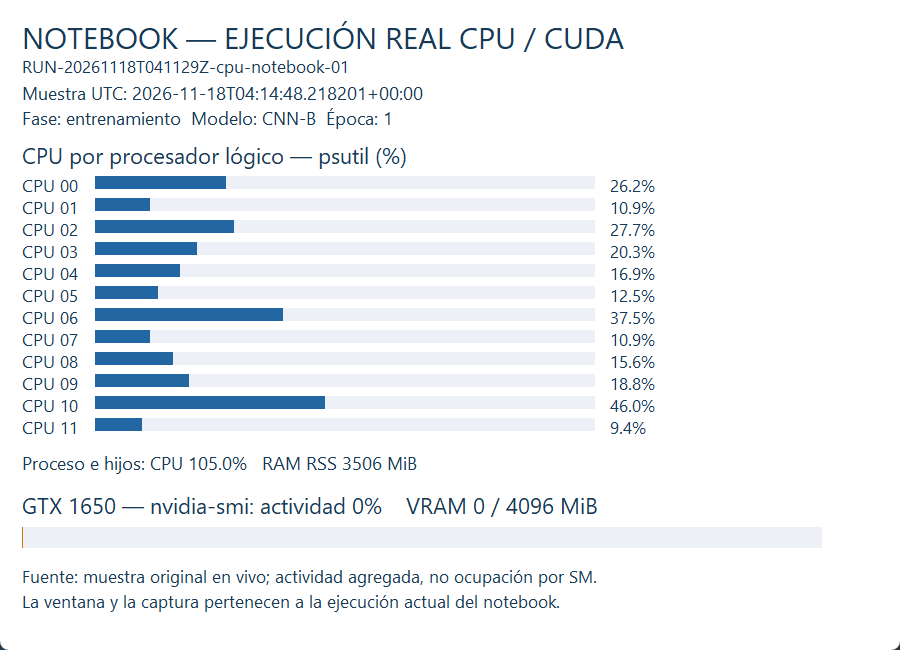 NOTEBOOK — EJECUCIÓN REAL CPU / CUDA
RUN-20261118T041129Z-cpu-notebook-01
Muestra UTC: 2026-11-18T04:14:48.218201+00:00
Fase: entrenamiento  Modelo: CNN-B  Época: 1
CPU por procesador lógico — psutil (%)
CPU 00 26.2%
CPU 01 10.9%
CPU 02 27.7%
CPU 03 20.3%
CPU 04 16.9%
CPU 05 12.5%
CPU 06 37.5%
CPU 07 10.9%
CPU 08 15.6%
CPU 09 18.8%
CPU 10 46.0%
CPU 11 9.4%
Proceso e hijos: CPU 105.0%  RAM RSS 3506 MiB
GTX 1650 — nvidia-smi: actividad 0%  VRAM 0 / 4096 MiB
Fuente: muestra original en vivo; actividad agregada, no ocupación por SM.
La ventana y la captura pertenecen a la ejecución actual del notebook.